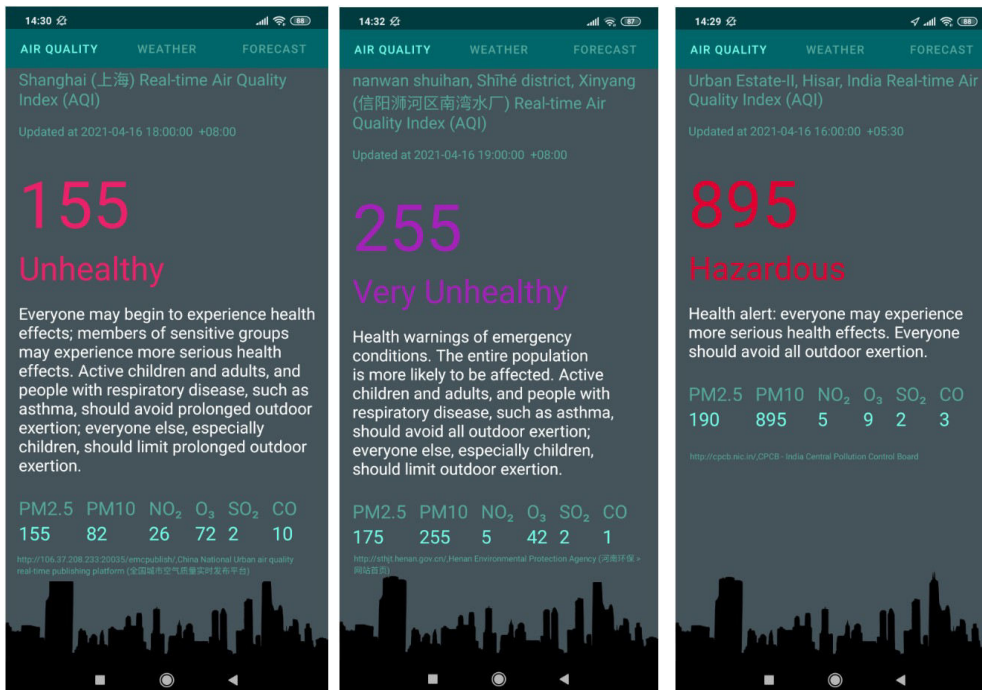 14:30
88
AIR QUALITY WEATHER FORECAST
Shanghai (上海) Real-time Air Quality
Index (AQI)
Updated at 2021-04-16 18:00:00 +08:00
155
Unhealthy
Everyone may begin to experience health
effects; members of sensitive groups
may experience more serious health
effects. Active children and adults, and
people with respiratory disease, such as
asthma, should avoid prolonged outdoor
exertion; everyone else, especially
children, should limit prolonged outdoor
exertion.
PM2.5 PM10 NO₂ O₃ SO₂ CO
155 82 26 72 2 10
http://106.37.208.233:20035/emcpublish/,China National Urban air quality
real-time publishing platform (全国城市空气质量实时发布平台)
14:32
87
AIR QUALITY WEATHER FORECAST
nanwan shuihan, Shīhé district, Xinyang
(信阳浉河区南湾水厂) Real-time Air
Quality Index (AQI)
Updated at 2021-04-16 19:00:00 +08:00
255
Very Unhealthy
Health warnings of emergency
conditions. The entire population
is more likely to be affected. Active
children and adults, and people with
respiratory disease, such as asthma,
should avoid all outdoor exertion;
everyone else, especially children,
should limit outdoor exertion.
PM2.5 PM10 NO₂ O₃ SO₂ CO
175 255 5 42 2 1
http://sthjt.henan.gov.cn/,Henan Environmental Protection Agency (河南环保 »
网站首页)
14:29
88
AIR QUALITY WEATHER FORECAST
Urban Estate-II, Hisar, India Real-time Air
Quality Index (AQI)
Updated at 2021-04-16 16:00:00 +05:30
895
Hazardous
Health alert: everyone may experience
more serious health effects. Everyone
should avoid all outdoor exertion.
PM2.5 PM10 NO₂ O₃ SO₂ CO
190 895 5 9 2 3
http://cpcb.nic.in/,CPCB - India Central Pollution Control Board